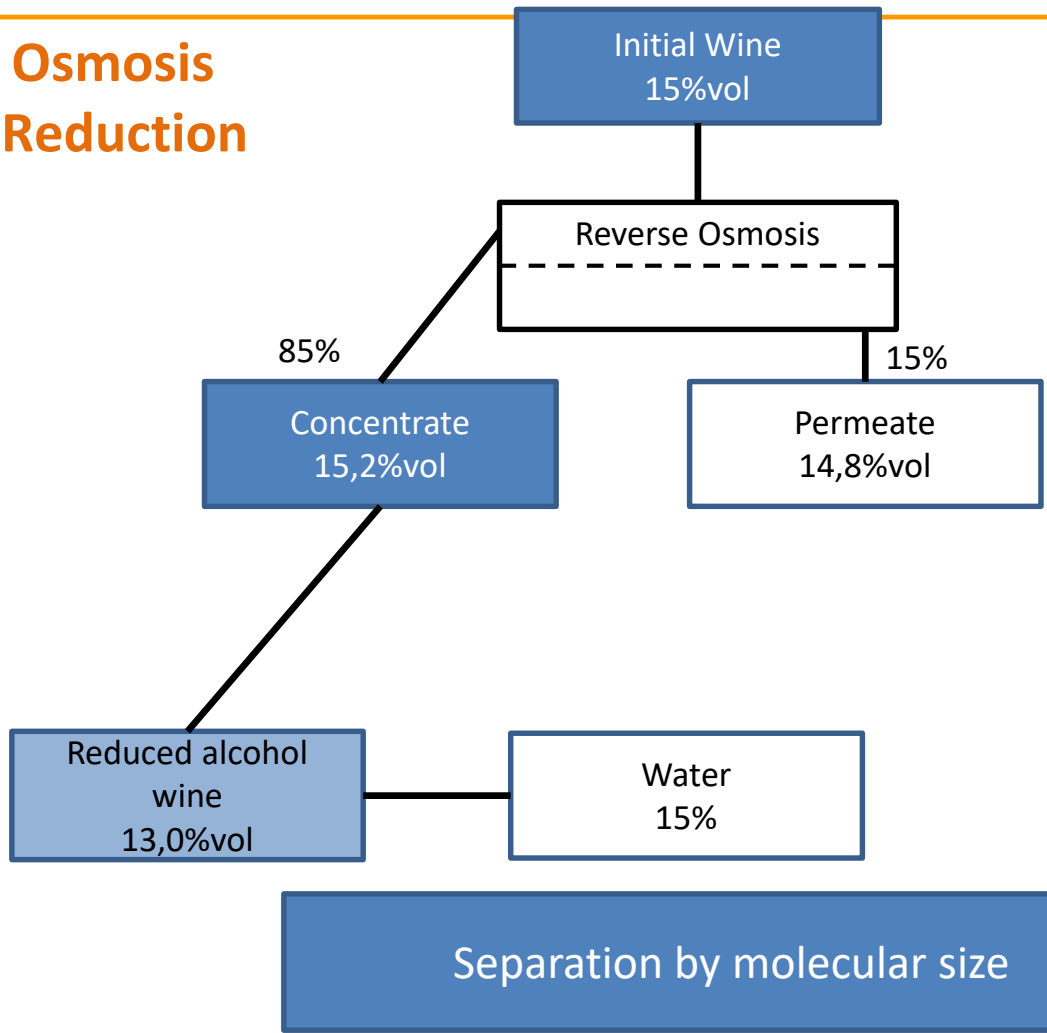 Osmosis
Reduction
Initial Wine
15%vol
Reverse Osmosis
85%
15%
Concentrate
15,2%vol
Permeate
14,8%vol
Reduced alcohol
wine
13,0%vol
Water
15%
Separation by molecular size